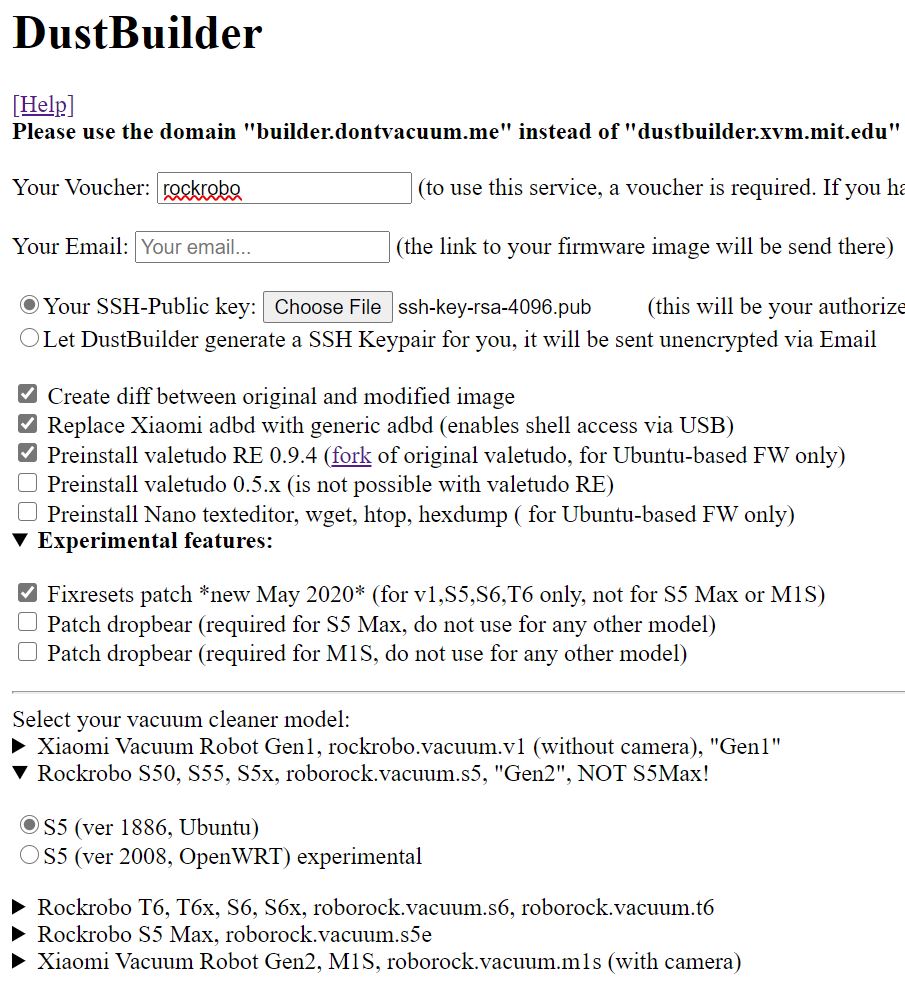 DustBuilder
[Help]
Please use the domain "builder.dontvacuum.me" instead of "dustbuilder.xvm.mit.edu"
Your Voucher: rockrobo (to use this service, a voucher is required. If you ha
Your Email: Your email... (the link to your firmware image will be send there)
Your SSH-Public key: Choose File ssh-key-rsa-4096.pub (this will be your authorize
Let DustBuilder generate a SSH Keypair for you, it will be sent unencrypted via Email
Create diff between original and modified image
Replace Xiaomi adbd with generic adbd (enables shell access via USB)
Preinstall valetudo RE 0.9.4 (fork of original valetudo, for Ubuntu-based FW only)
Preinstall valetudo 0.5.x (is not possible with valetudo RE)
Preinstall Nano texteditor, wget, htop, hexdump ( for Ubuntu-based FW only)
Experimental features:
Fixresets patch *new May 2020* (for v1,S5,S6,T6 only, not for S5 Max or M1S)
Patch dropbear (required for S5 Max, do not use for any other model)
Patch dropbear (required for M1S, do not use for any other model)
Select your vacuum cleaner model:
Xiaomi Vacuum Robot Gen1, rockrobo.vacuum.v1 (without camera), "Gen1"
Rockrobo S50, S55, S5x, roborock.vacuum.s5, "Gen2", NOT S5Max!
S5 (ver 1886, Ubuntu)
S5 (ver 2008, OpenWRT) experimental
Rockrobo T6, T6x, S6, S6x, roborock.vacuum.s6, roborock.vacuum.t6
Rockrobo S5 Max, roborock.vacuum.s5e
Xiaomi Vacuum Robot Gen2, M1S, roborock.vacuum.m1s (with camera)